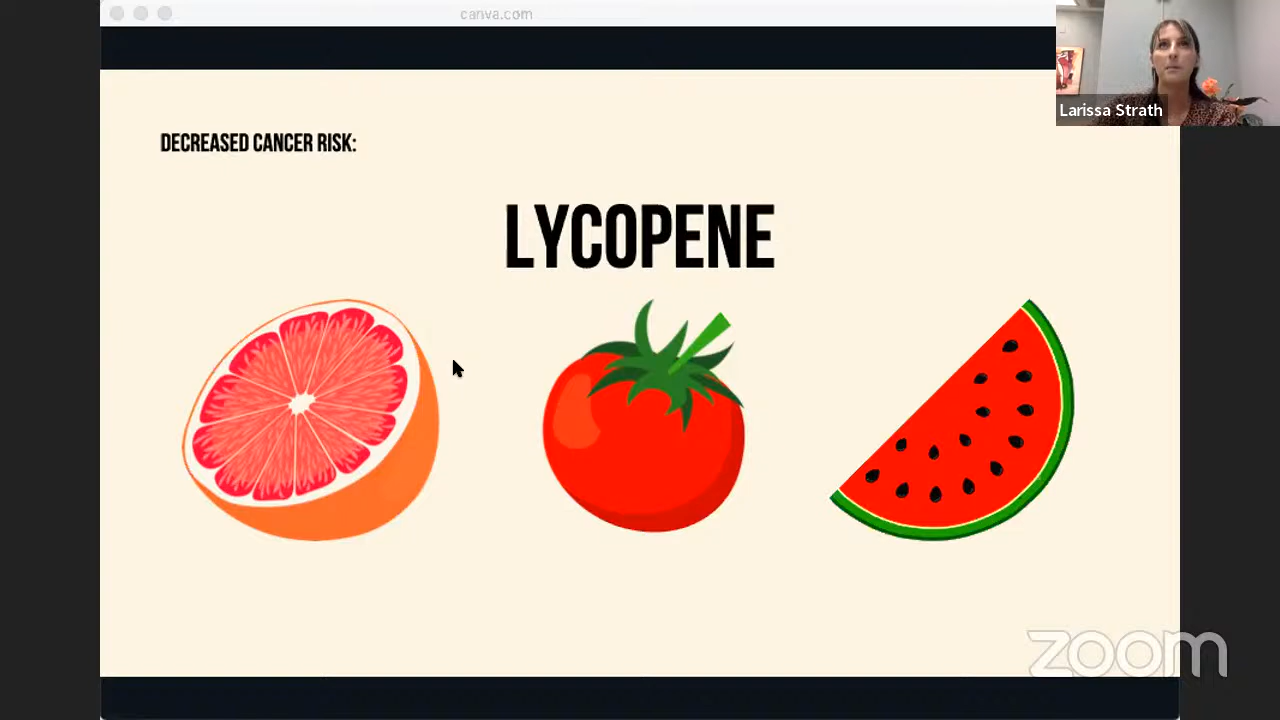 canva.com
Larissa Strath
DECREASED CANCER RISK:
LYCOPENE
zoom